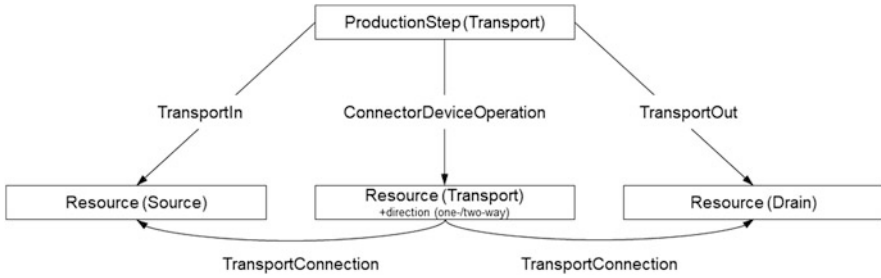 ProductionStep (Transport)
TransportIn
ConnectorDeviceOperation
TransportOut
Resource (Source)
Resource (Transport)
+direction (one-/two-way)
Resource (Drain)
TransportConnection
TransportConnection